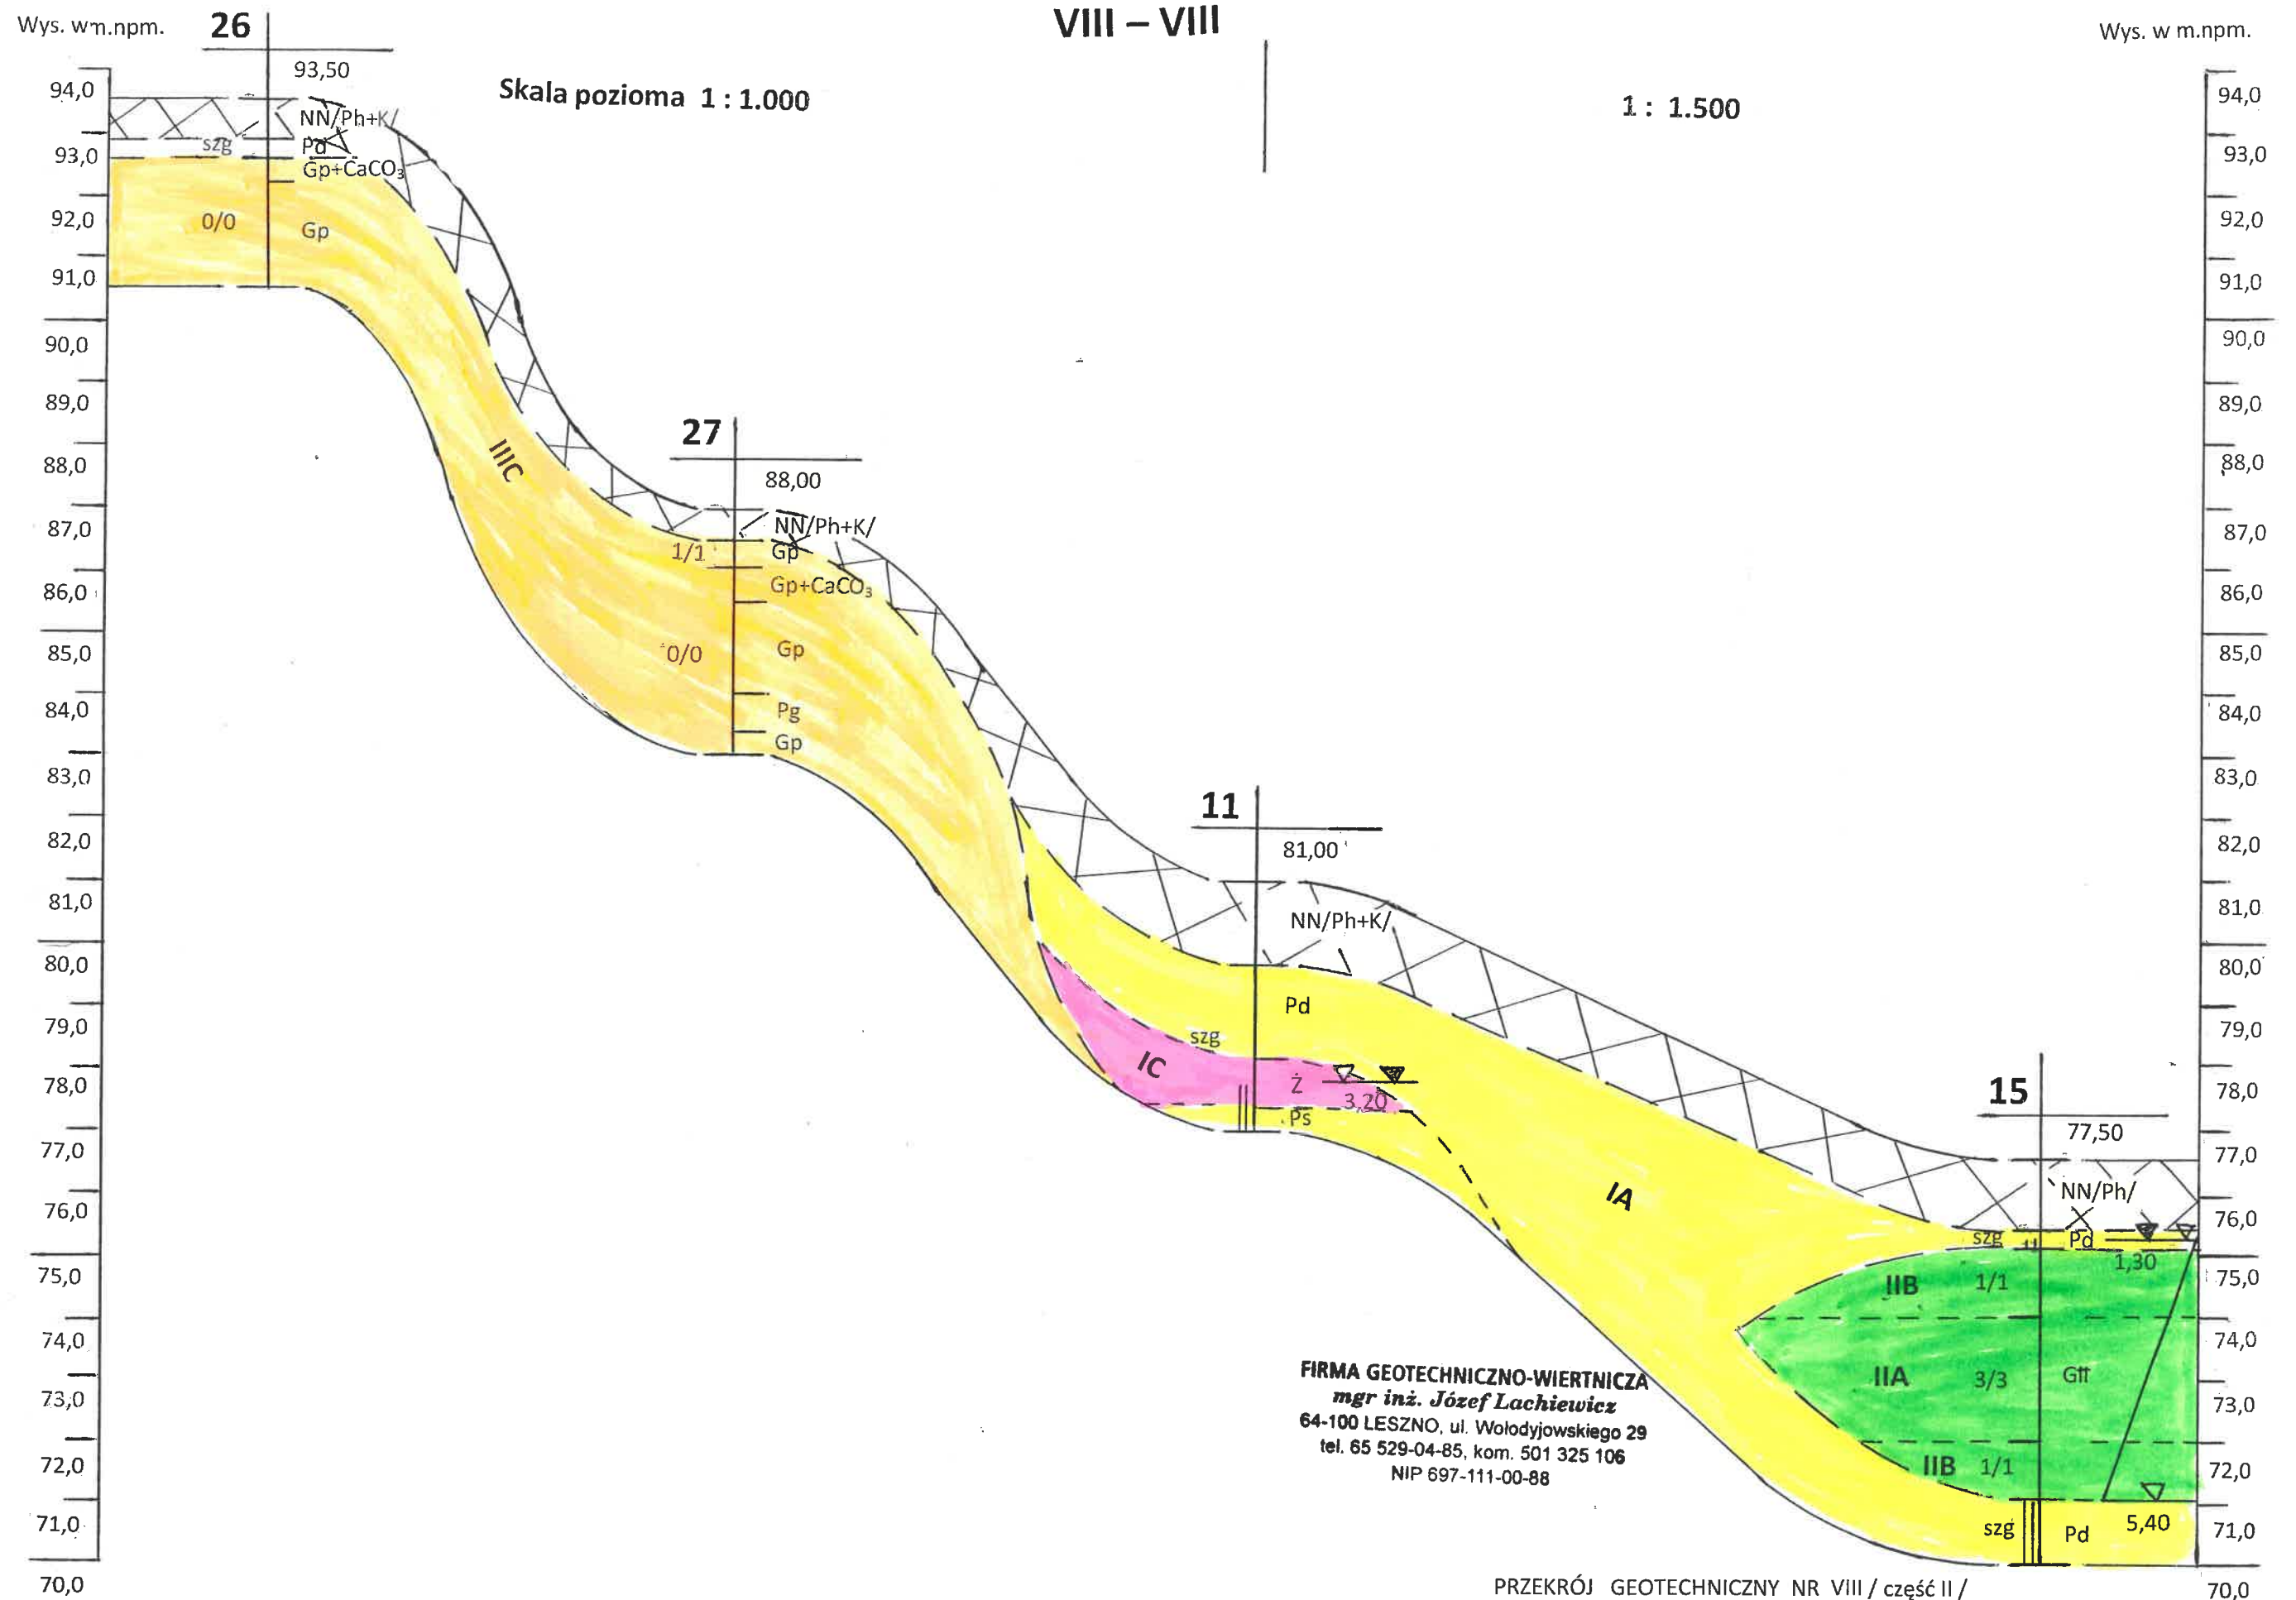 VIII – VIII
Wys. w m.npm.
Wys. w m.npm.
Skala pozioma 1 : 1.000
1 : 1.500
94,0
93,0
92,0
91,0
90,0
89,0
88,0
87,0
86,0
85,0
84,0
83,0
82,0
81,0
80,0
79,0
78,0
77,0
76,0
75,0
74,0
73,0
72,0
71,0
70,0
26
93,50
NN/Ph+K/
szg
Pd
Gp+CaCO₃
0/0
Gp
IIIC
27
88,00
NN/Ph+K/
1/1
Gp
Gp+CaCO₃
0/0
Gp
Pg
Gp
11
81,00
NN/Ph+K/
Pd
szg
IC
Ż
3,20
Ps
IA
15
77,50
NN/Ph/
szg
Pd
1,30
IIB
1/1
IIA
3/3
Gπ
IIB
1/1
szg
Pd
5,40
94,0
93,0
92,0
91,0
90,0
89,0
88,0
87,0
86,0
85,0
84,0
83,0
82,0
81,0
80,0
79,0
78,0
77,0
76,0
75,0
74,0
73,0
72,0
71,0
70,0
FIRMA GEOTECHNICZNO-WIERTNICZA
mgr inż. Józef Lachiewicz
64-100 LESZNO, ul. Wołodyjowskiego 29
tel. 65 529-04-85, kom. 501 325 106
NIP 697-111-00-88
PRZEKRÓJ GEOTECHNICZNY NR VIII / część II /